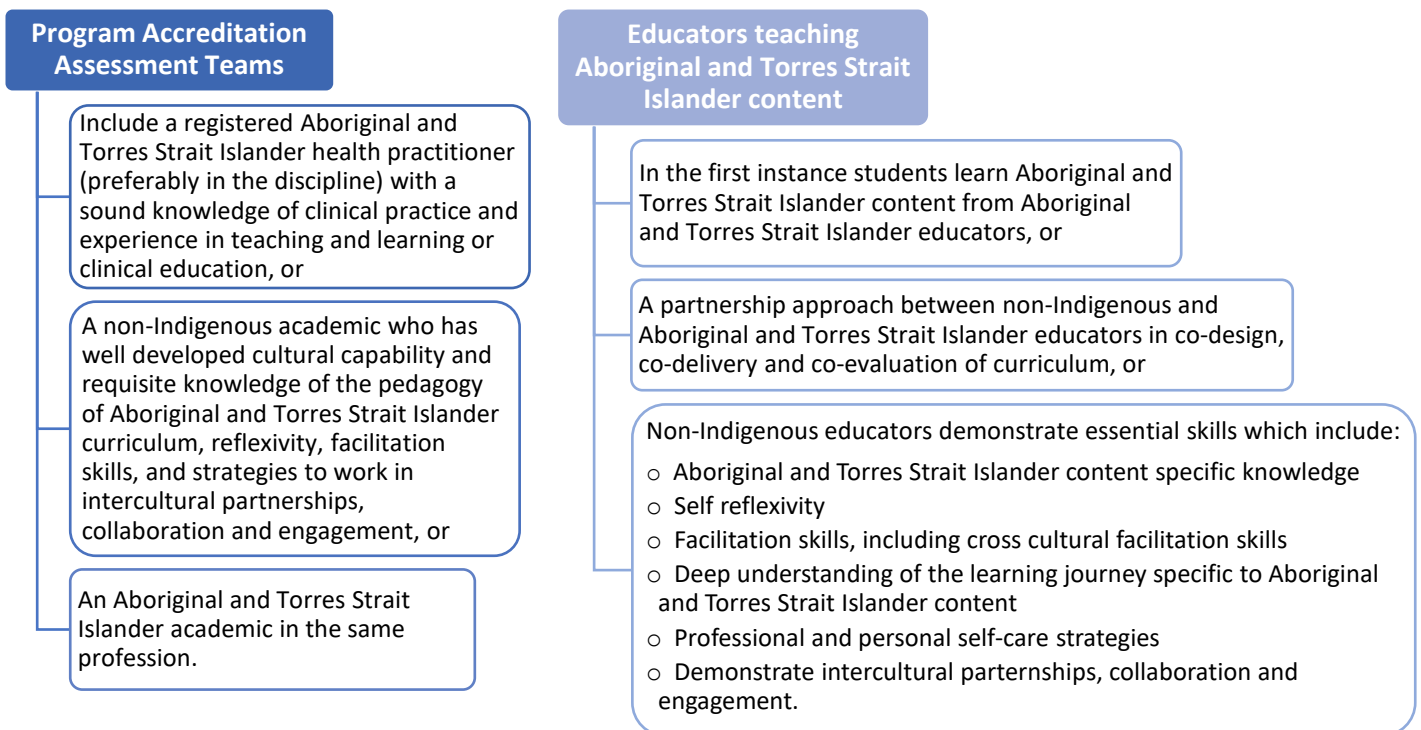 Program Accreditation
Assessment Teams
Include a registered Aboriginal and
Torres Strait Islander health practitioner
(preferably in the discipline) with a
sound knowledge of clinical practice and
experience in teaching and learning or
clinical education, or
A non-Indigenous academic who has
well developed cultural capability and
requisite knowledge of the pedagogy
of Aboriginal and Torres Strait Islander
curriculum, reflexivity, facilitation
skills, and strategies to work in
intercultural partnerships,
collaboration and engagement, or
An Aboriginal and Torres Strait
Islander academic in the same
profession.
Educators teaching
Aboriginal and Torres Strait
Islander content
In the first instance students learn Aboriginal and
Torres Strait Islander content from Aboriginal
and Torres Strait Islander educators, or
A partnership approach between non-Indigenous and
Aboriginal and Torres Strait Islander educators in co-design,
co-delivery and co-evaluation of curriculum, or
Non-Indigenous educators demonstrate essential skills which include:
o Aboriginal and Torres Strait Islander content specific knowledge
o Self reflexivity
o Facilitation skills, including cross cultural facilitation skills
o Deep understanding of the learning journey specific to Aboriginal
and Torres Strait Islander content
o Professional and personal self-care strategies
o Demonstrate intercultural parternships, collaboration and
engagement.